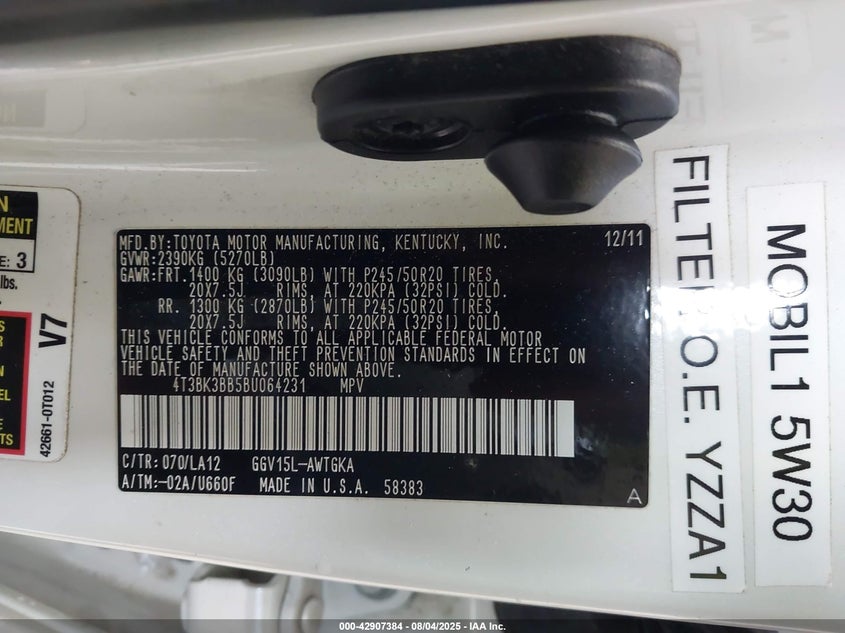 MFD.BY:TOYOTA MOTOR MANUFACTURING, KENTUCKY, INC. 12/11
GVWR:2390KG (5270LB)
GAWR:FRT. 1400 KG (3090LB) WITH P245/50R20 TIRES,
20X7.5J RIMS, AT 220KPA (32PSI) COLD.
RR. 1300 KG (2870LB) WITH P245/50R20 TIRES,
20X7.5J RIMS, AT 220KPA (32PSI) COLD.
THIS VEHICLE CONFORMS TO ALL APPLICABLE FEDERAL MOTOR
VEHICLE SAFETY AND THEFT PREVENTION STANDARDS IN EFFECT ON
THE DATE OF MANUFACTURE SHOWN ABOVE.
4T3BK3BB5BU064231 MPV
C/TR: 070/LA12 GGV15L-AWTGKA
A/TM:-02A/U660F MADE IN U.S.A. 58383
A
E: 3
lbs.
V7
42661-0T012
FILTER O.E. YZZA1
MOBIL1 5W30
000-42907384 - 08/04/2025 - IAA Inc.